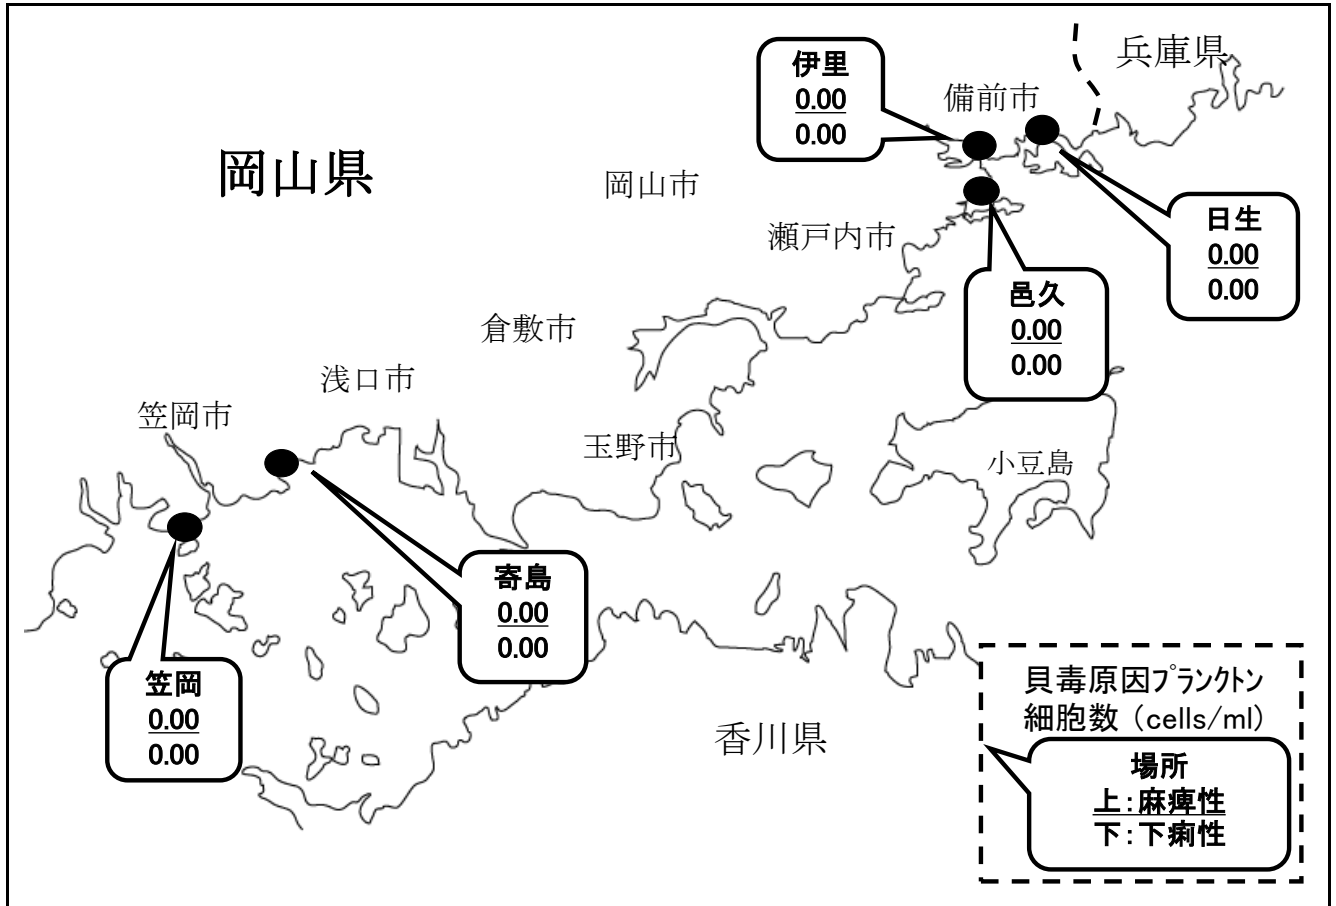 兵庫県
伊里
0.00
0.00
備前市
岡山県
岡山市
日生
0.00
0.00
瀬戸内市
邑久
0.00
0.00
倉敷市
浅口市
笠岡市
玉野市
小豆島
寄島
0.00
0.00
笠岡
0.00
0.00
香川県
貝毒原因ﾌﾟﾗﾝｸﾄﾝ
細胞数（cells/ml）
場所
上：麻痺性
下：下痢性